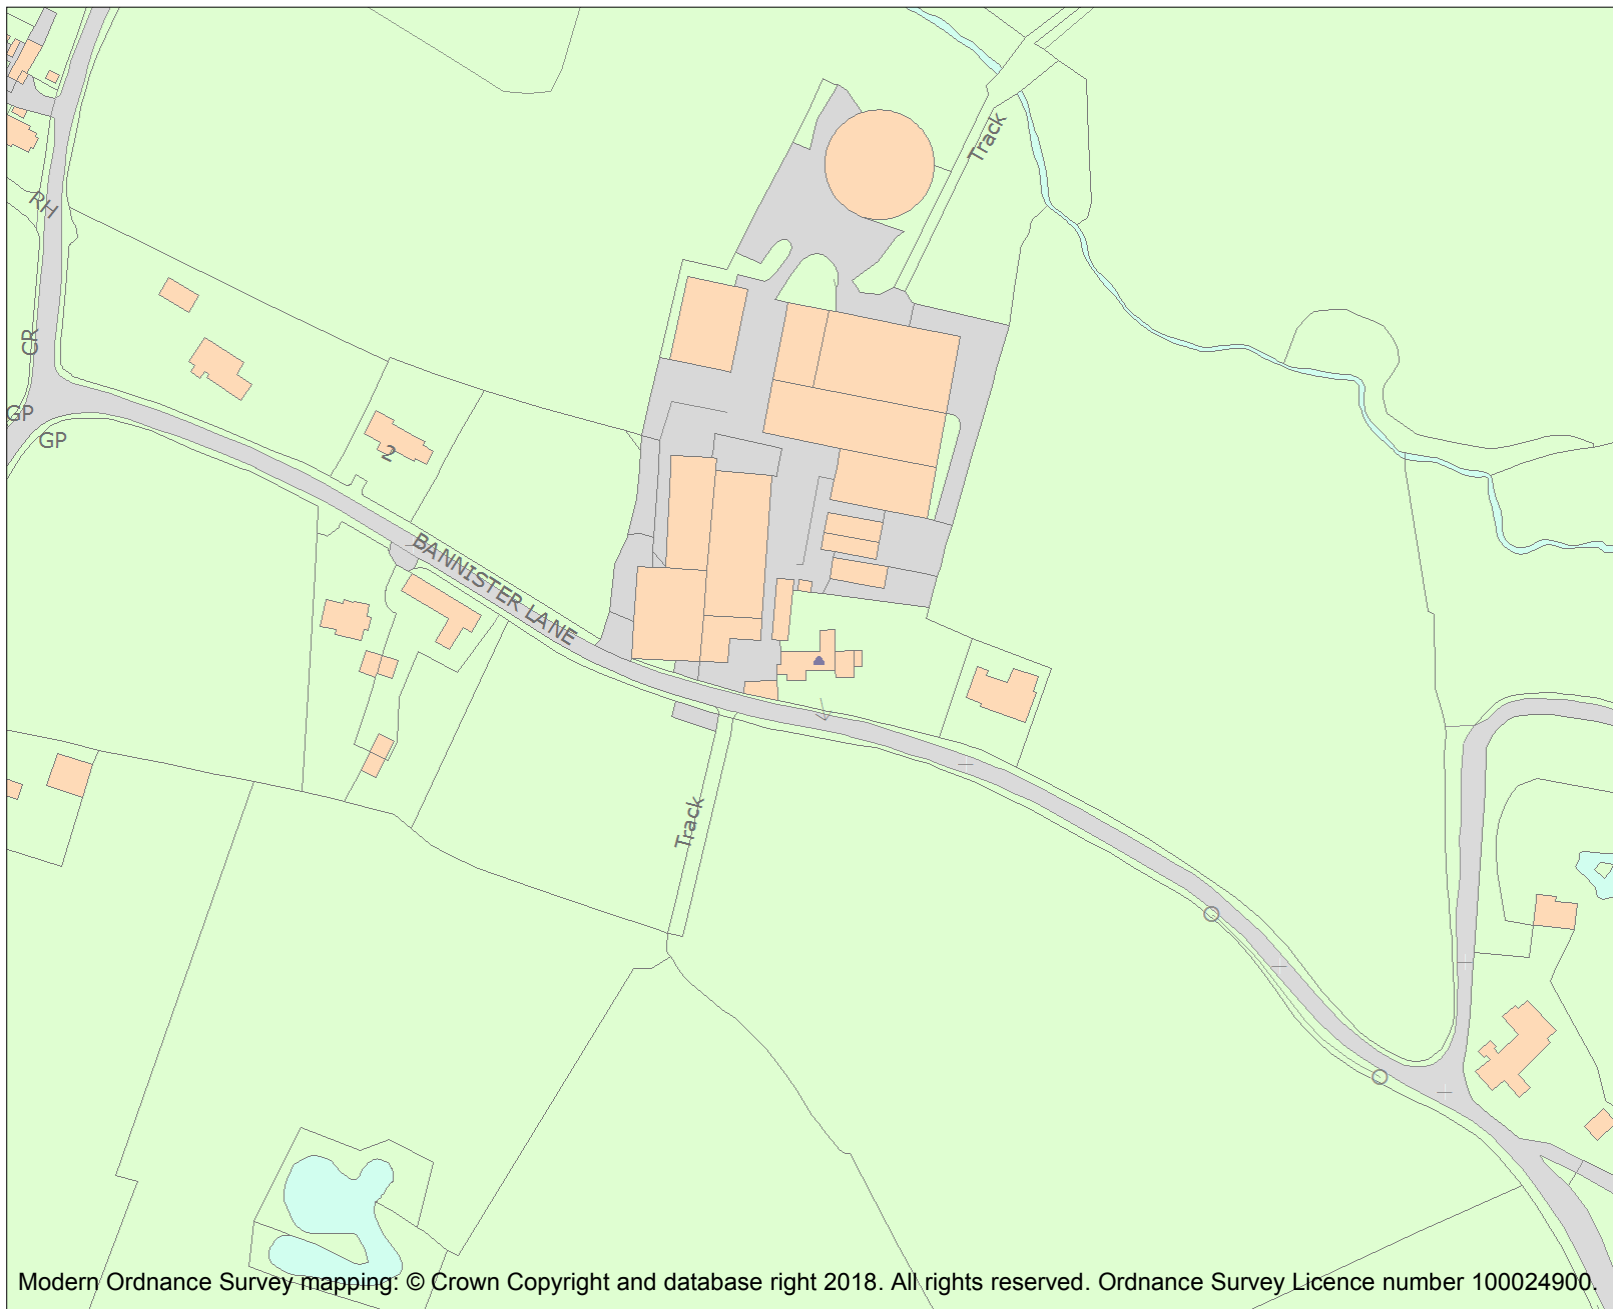 Track
RH
CR
GP
GP
2
BANNISTER LANE
Track
Modern Ordnance Survey mapping: © Crown Copyright and database right 2018. All rights reserved. Ordnance Survey Licence number 100024900.